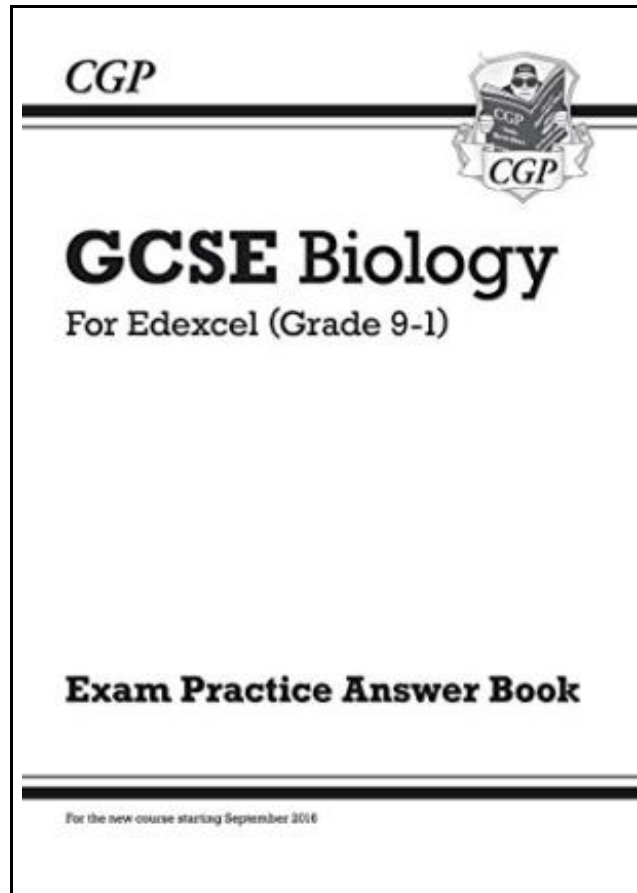 CGP
CGP
CGP
GCSE Biology
For Edexcel (Grade 9-1)
Exam Practice Answer Book
For the new course starting September 2016